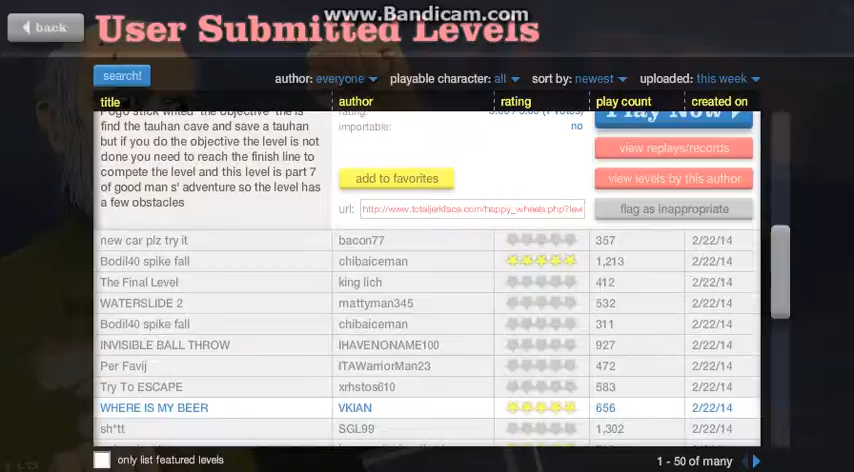 www.Bandicam.com
back
User Submitted Levels
search!
author: everyone playable character: all sort by: newest uploaded: this week
title author rating play count created on
find the tauhan cave and save a tauhan
but if you do the objective the level is not
done you need to reach the finish line to
compete the level and this level is part 7
of good man s' adventure so the level has
a few obstacles
importable: no
add to favorites
url: http://www.totaljerkface.com/happy_wheels.php?lew
Play Now
view replays/records
view levels by this author
flag as inappropriate
new car plz try it bacon77 357 2/22/14
Bodil40 spike fall chibaiceman 1,213 2/22/14
The Final Level king lich 412 2/22/14
WATERSLIDE 2 mattyman345 532 2/22/14
Bodil40 spike fall chibaiceman 311 2/22/14
INVISIBLE BALL THROW IHAVENONAME100 927 2/22/14
Per Favij ITAWarriorMan23 472 2/22/14
Try To ESCAPE xrhstos610 583 2/22/14
WHERE IS MY BEER VKIAN 656 2/22/14
sh*tt SGL99 1,302 2/22/14
only list featured levels
1 - 50 of many